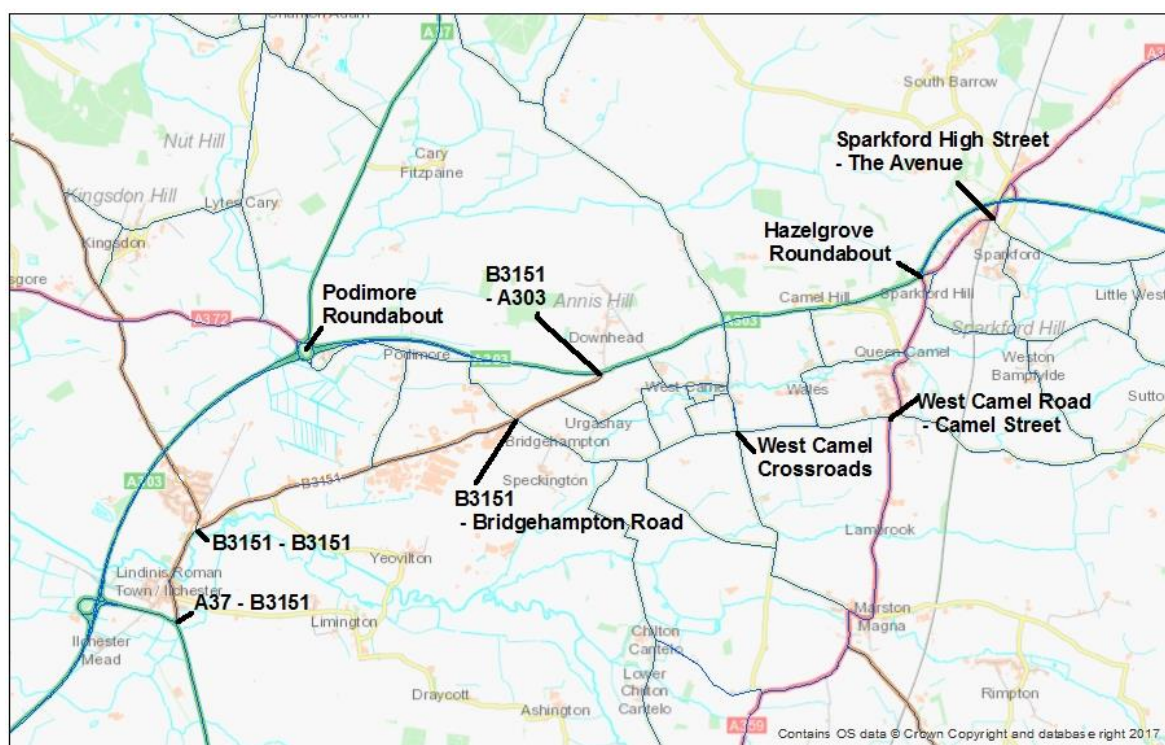 A37
South Barrow
A3
Sparkford High Street
- The Avenue
Nut Hill
Cary
Fitzpaine
Kingsdon Hill
Lytes Cary
Kingsdon
Hazelgrove
Roundabout
Sparkford
B3151
- A303
Annis Hill
Podimore
Roundabout
Camel Hill
Sparkford Hill
Little West
A372
A303
Downhead
Sparkford Hill
Podimore
A303
Queen Camel
Weston
Bampfylde
West Camel
Wales
Sutto
Urgashay
West Camel Road
- Camel Street
Bridgehampton
West Camel
Crossroads
Speckington
A303
B3151
B3151
- Bridgehampton Road
Lambrook
B3151 - B3151
Yeovilton
Lindinis Roman
Town / Ilchester
A37 - B3151
Marston
Magna
Limington
Ilchester
Mead
Chilton
Cantelo
Lower
Chilton
Cantelo
Draycott
Rimpton
Ashington
A359
Contains OS data © Crown Copyright and database right 2017